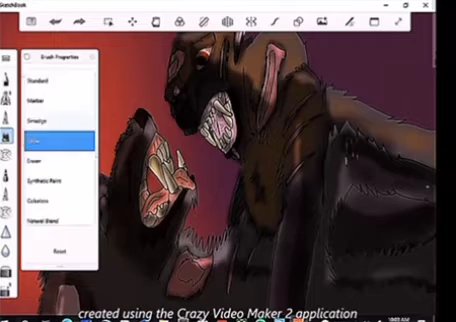 SketchBook
Brush Properties
Standard
Marker
Smudge
Eraser
Synthetic Paint
Colorless
Natural Blend
Reset
created using the Crazy Video Maker 2 application